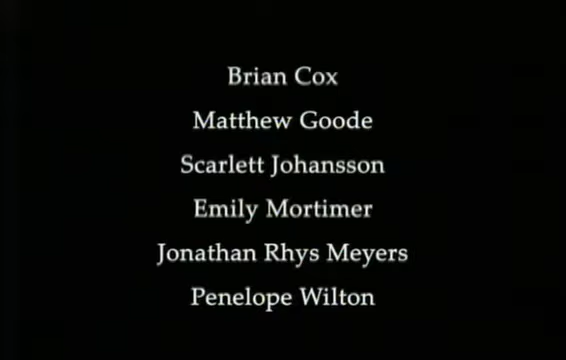 Brian Cox
Matthew Goode
Scarlett Johansson
Emily Mortimer
Jonathan Rhys Meyers
Penelope Wilton